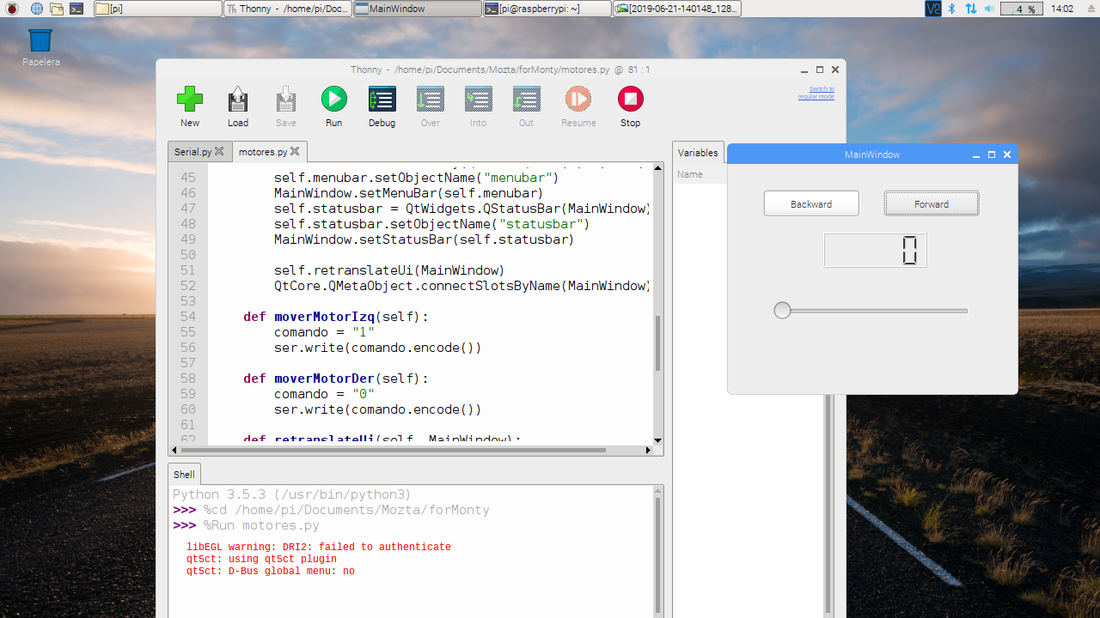 [pi]
Thonny - /home/pi/Doc...
MainWindow
[pi@raspberrypi: ~]
[2019-06-21-140148_128...
4 %
14:02
Papelera
Thonny - /home/pi/Documents/Mozta/forMonty/motores.py @ 81 : 1
New
Load
Save
Run
Debug
Over
Into
Out
Resume
Stop
Switch to
regular mode
Serial.py
motores.py
45 self.menubar.setObjectName("menubar")
46 MainWindow.setMenuBar(self.menubar)
47 self.statusbar = QtWidgets.QStatusBar(MainWindow)
48 self.statusbar.setObjectName("statusbar")
49 MainWindow.setStatusBar(self.statusbar)
50
51 self.retranslateUi(MainWindow)
52 QtCore.QMetaObject.connectSlotsByName(MainWindow)
53
54 def moverMotorIzq(self):
55 comando = "1"
56 ser.write(comando.encode())
57
58 def moverMotorDer(self):
59 comando = "0"
60 ser.write(comando.encode())
61
62 def retranslateUi(self, MainWindow):
Variables
Name
MainWindow
Backward
Forward
0
Shell
Python 3.5.3 (/usr/bin/python3)
>>> %cd /home/pi/Documents/Mozta/forMonty
>>> %Run motores.py
libEGL warning: DRI2: failed to authenticate
qt5ct: using qt5ct plugin
qt5ct: D-Bus global menu: no